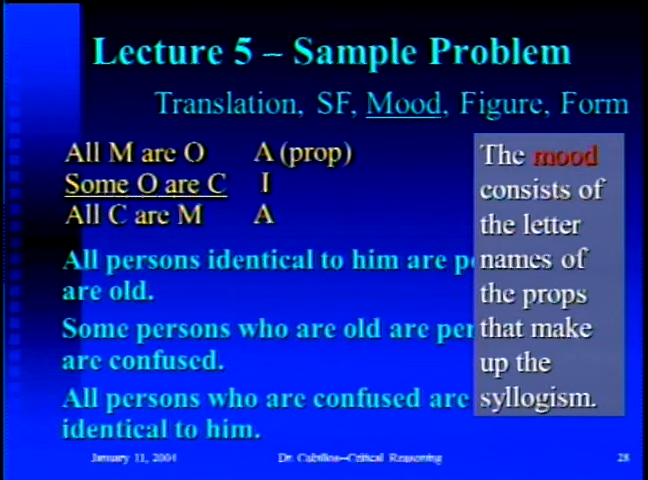 Lecture 5 – Sample Problem
Translation, SF, Mood, Figure, Form
All M are O A (prop)
Some O are C I
All C are M A
All persons identical to him are
are old.
Some persons who are old are
are confused.
All persons who are confused are
identical to him.
The mood
consists of
the letter
names of
the props
that make
up the
syllogism.
January 11, 2004
Dr. --Critical Reasoning
28